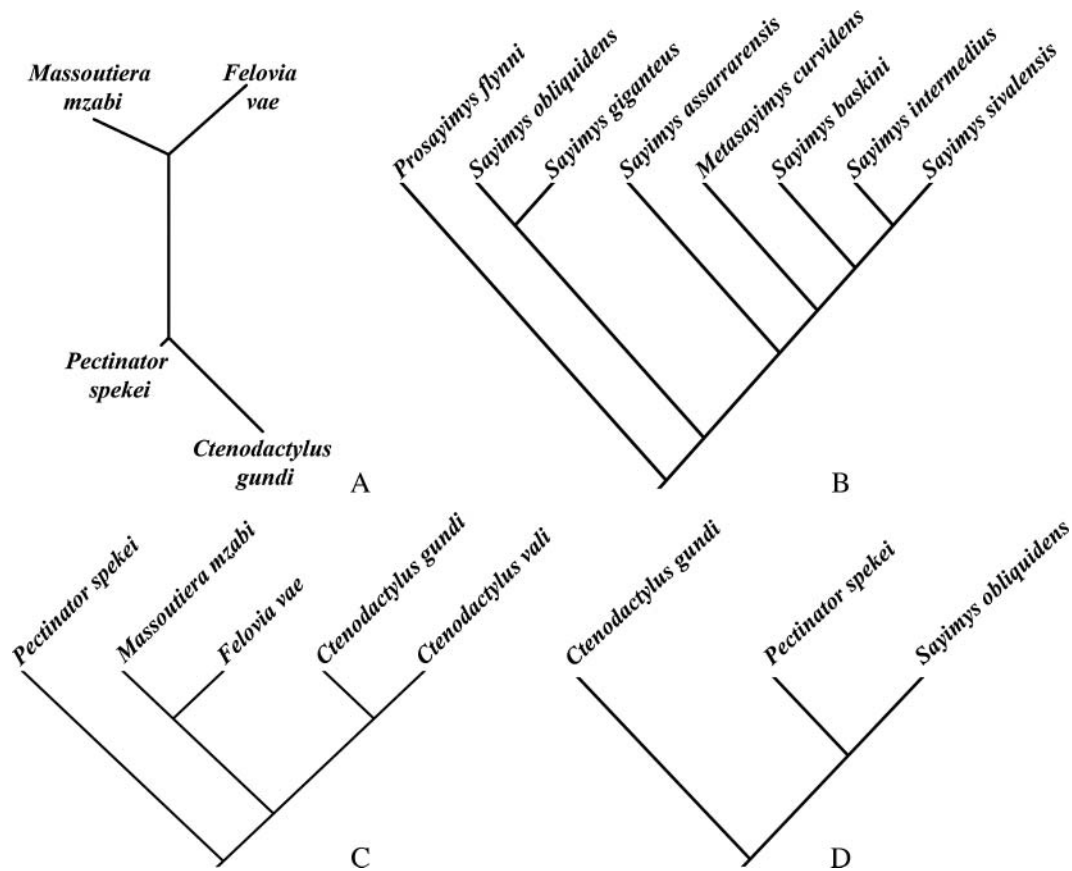 Massoutiera
mzabi
Felovia
vae
Pectinator
spekei
Ctenodactylus
gundi
A
Prosayimys flynni
Sayimys obliquidens
Sayimys giganteus
Sayimys assarrarensis
Metasayimys curvidens
Sayimys baskini
Sayimys intermedius
Sayimys sivalensis
B
Pectinator spekei
Massoutiera mzabi
Felovia vae
Ctenodactylus gundi
Ctenodactylus vali
C
Ctenodactylus gundi
Pectinator spekei
Sayimys obliquidens
D